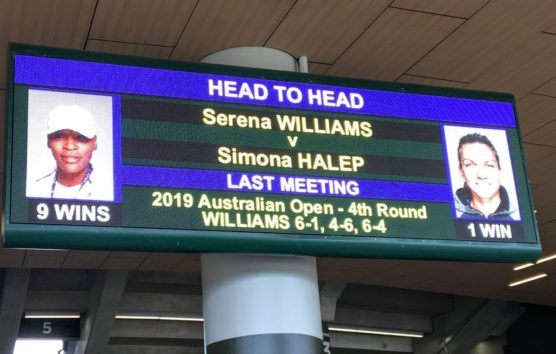 HEAD TO HEAD
Serena WILLIAMS
v
Simona HALEP
LAST MEETING
2019 Australian Open - 4th Round
WILLIAMS 6-1, 4-6, 6-4
9 WINS
1 WIN
5